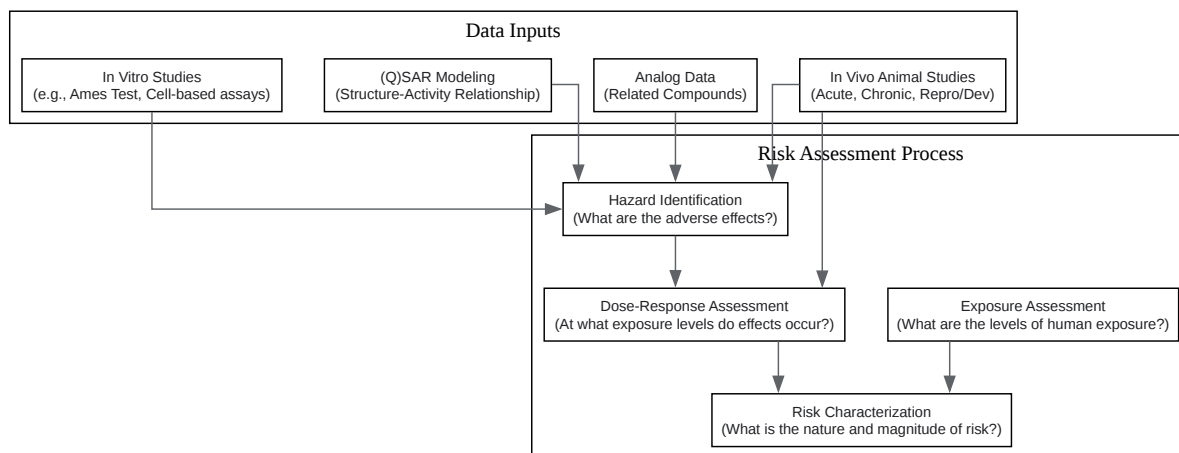 Data Inputs
In Vitro Studies
(e.g., Ames Test, Cell-based assays)
(Q)SAR Modeling
(Structure-Activity Relationship)
Analog Data
(Related Compounds)
In Vivo Animal Studies
(Acute, Chronic, Repro/Dev)
Risk Assessment Process
Hazard Identification
(What are the adverse effects?)
Dose-Response Assessment
(At what exposure levels do effects occur?)
Exposure Assessment
(What are the levels of human exposure?)
Risk Characterization
(What is the nature and magnitude of risk?)